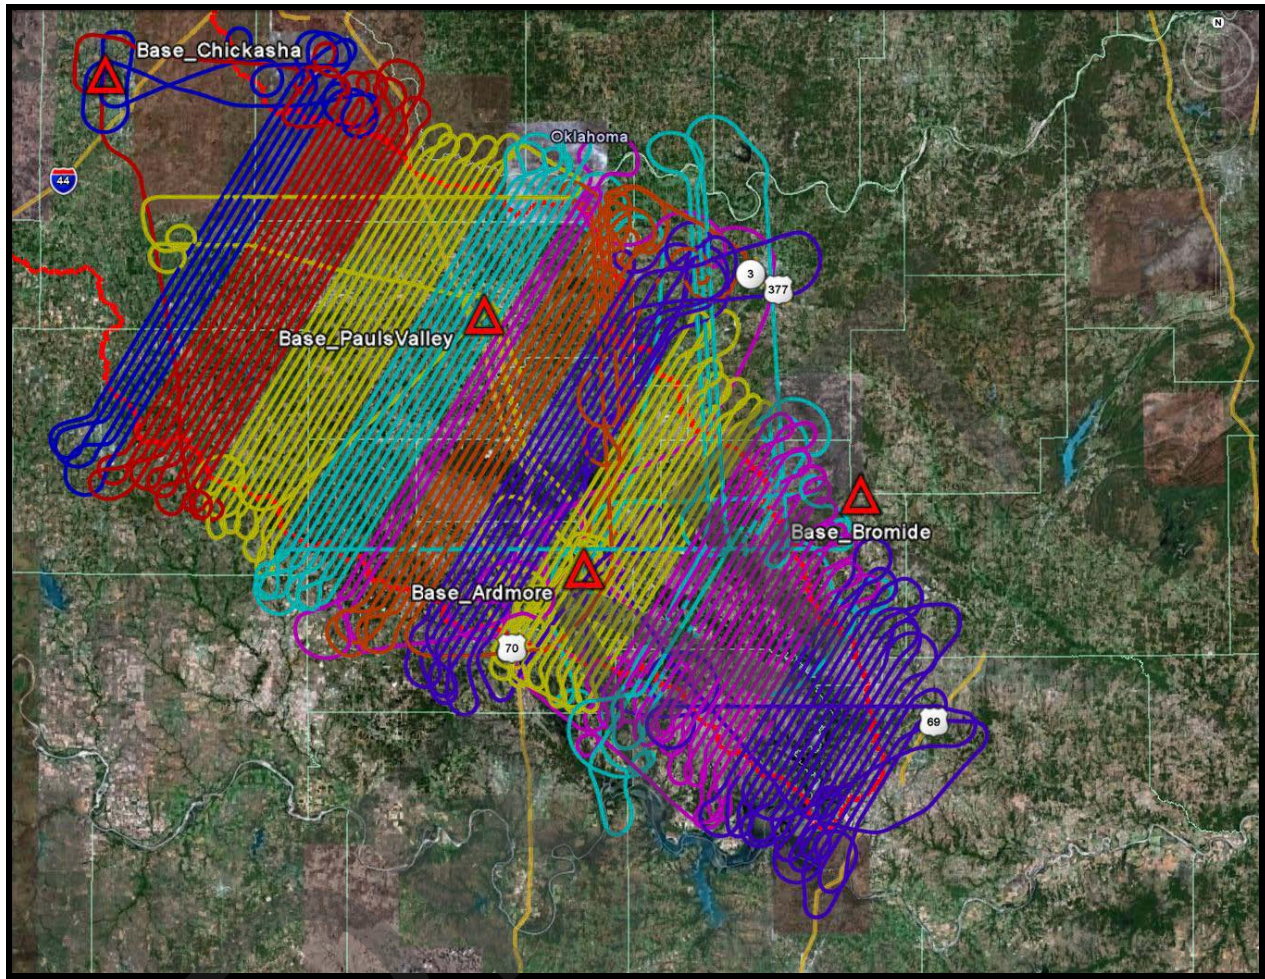 N
Base_Chickasha
Oklahoma
44
3
377
Base_PaulsValley
Base_Bromide
Base_Ardmore
70
69